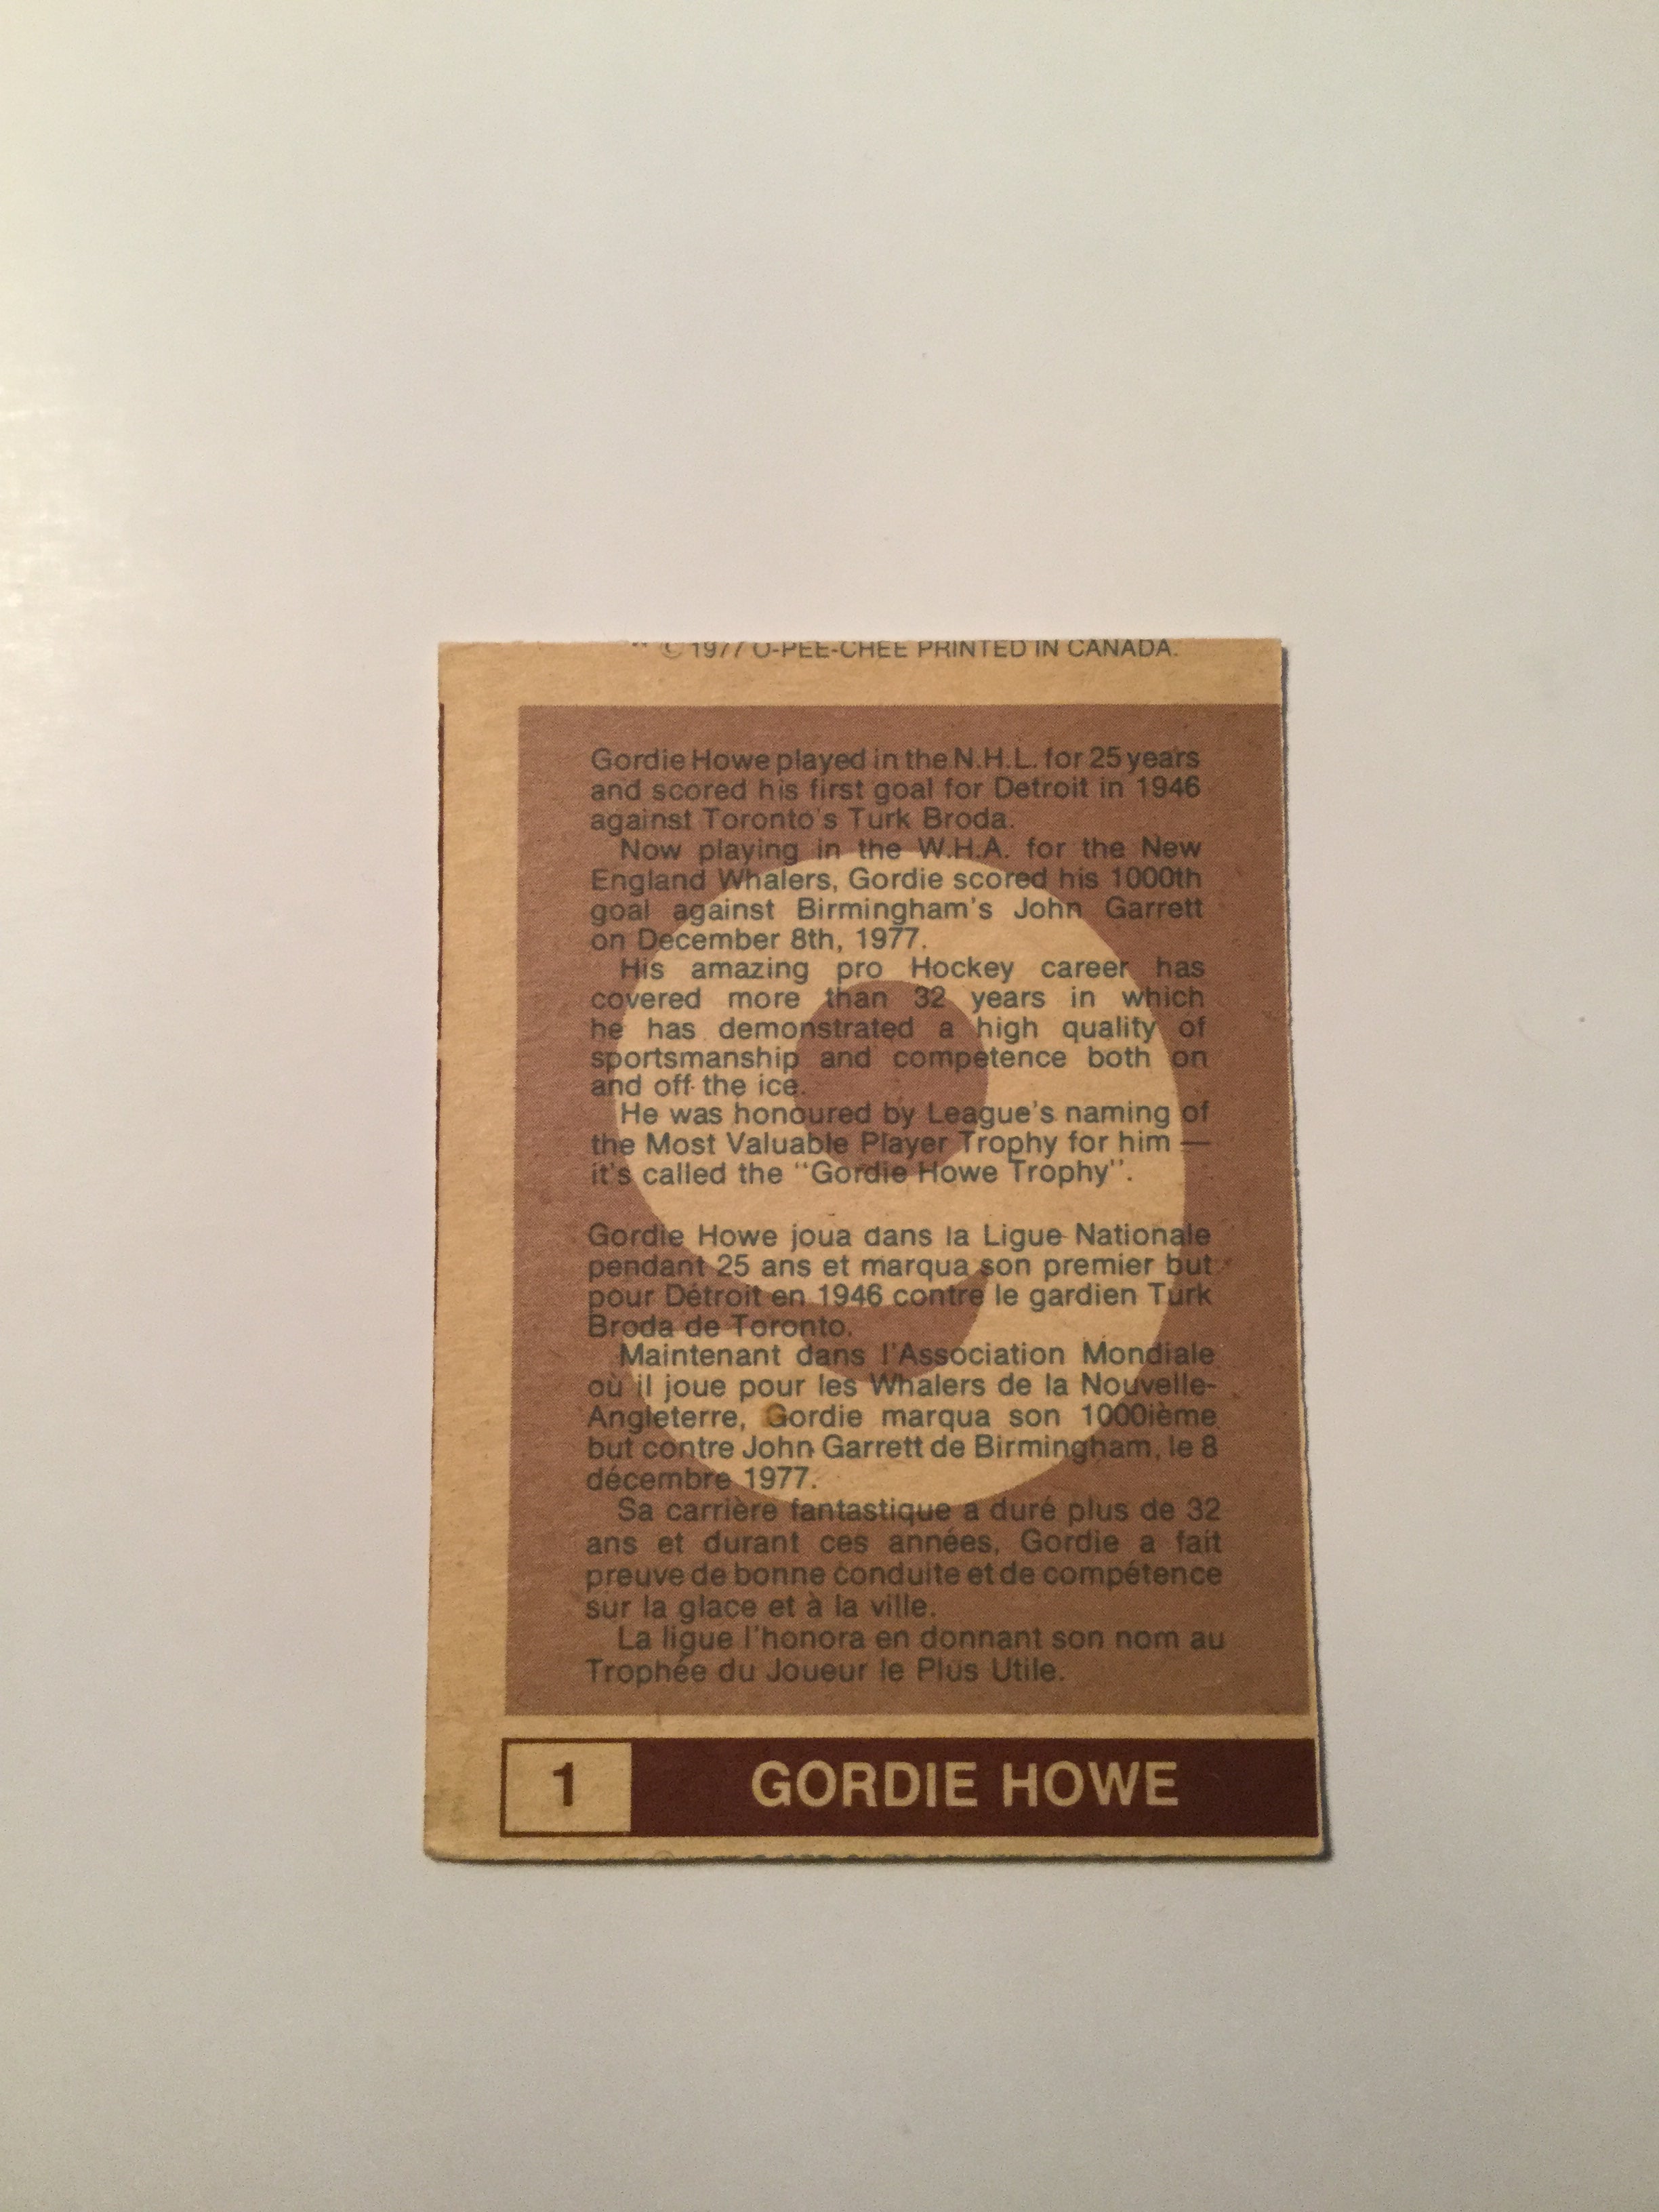 © 1977 O-PEE-CHEE PRINTED IN CANADA.
Gordie Howe played in the N.H.L. for 25 years
and scored his first goal for Detroit in 1946
against Toronto's Turk Broda.
Now playing in the W.H.A. for the New
England Whalers, Gordie scored his 1000th
goal against Birmingham's John Garrett
on December 8th, 1977.
His amazing pro Hockey career has
covered more than 32 years in which
he has demonstrated a high quality of
sportsmanship and competence both on
and off the ice.
He was honoured by League's naming of
the Most Valuable Player Trophy for him —
it's called the "Gordie Howe Trophy".
Gordie Howe joua dans la Ligue Nationale
pendant 25 ans et marqua son premier but
pour Détroit en 1946 contre le gardien Turk
Broda de Toronto.
Maintenant dans l'Association Mondiale
où il joue pour les Whalers de la Nouvelle-
Angleterre, Gordie marqua son 1000ième
but contre John Garrett de Birmingham, le 8
décembre 1977.
Sa carrière fantastique a duré plus de 32
ans et durant ces années, Gordie a fait
preuve de bonne conduite et de compétence
sur la glace et à la ville.
La ligue l'honora en donnant son nom au
Trophée du Joueur le Plus Utile.
9
1 GORDIE HOWE